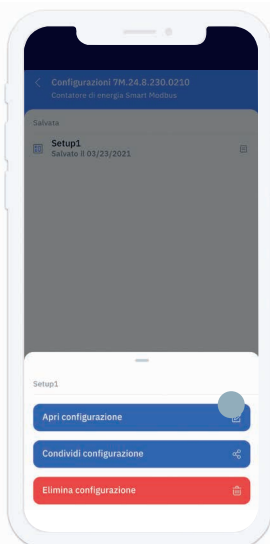 Configurazioni 7M.24.8.230.0210
Contatore di energia Smart Modbus
Salvata
Setup1
Salvato il 03/23/2021
Setup1
Apri configurazione
Condividi configurazione
Elimina configurazione